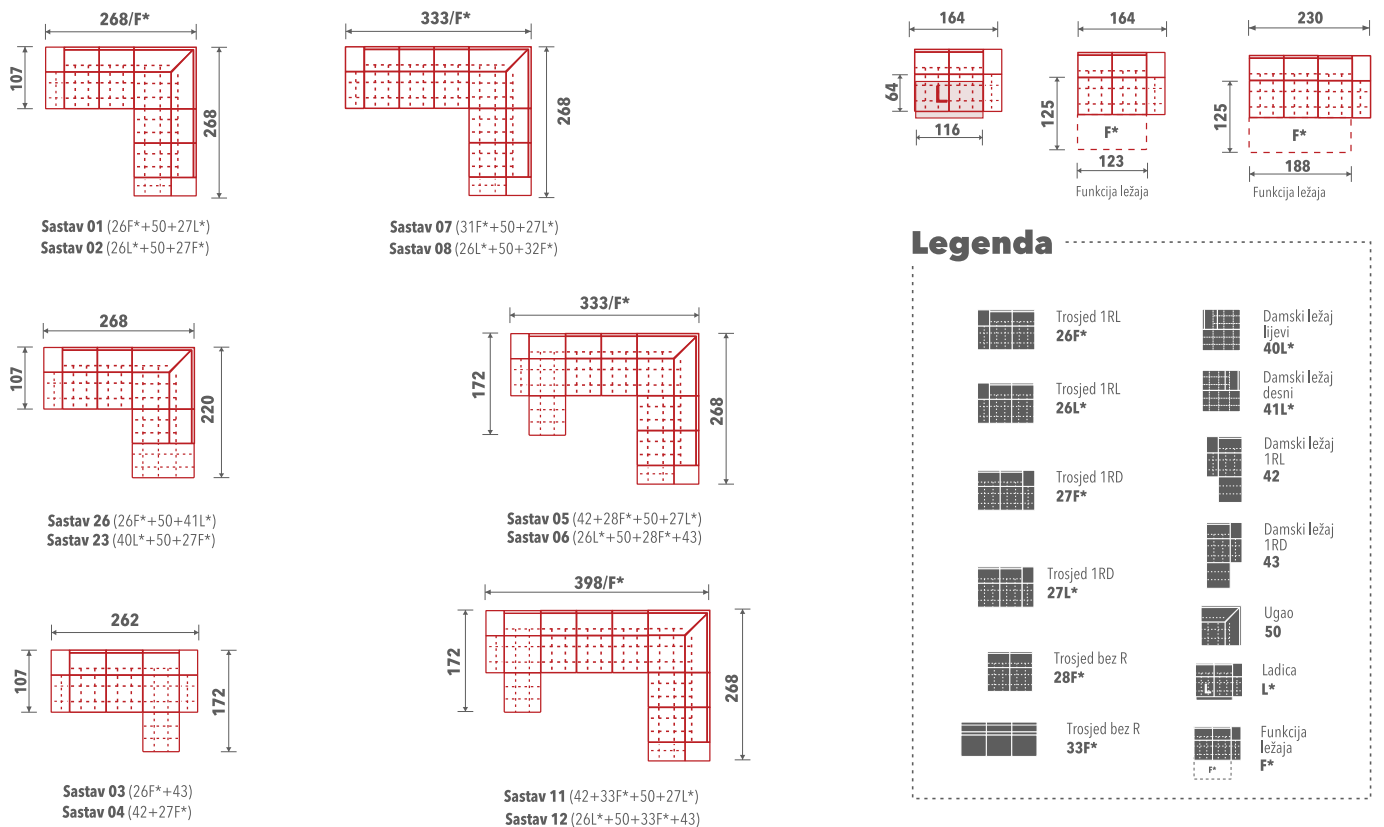 268/F*
107
268
Sastav 01 (26F*+50+27L*)
Sastav 02 (26L*+50+27F*)
333/F*
268
Sastav 07 (31F*+50+27L*)
Sastav 08 (26L*+50+32F*)
164
64
L
116
164
125
F*
123
Funkcija ležaja
230
125
F*
188
Funkcija ležaja
268
107
220
Sastav 26 (26F*+50+41L*)
Sastav 23 (40L*+50+27F*)
333/F*
172
268
Sastav 05 (42+28F*+50+27L*)
Sastav 06 (26L*+50+28F*+43)
262
107
172
Sastav 03 (26F*+43)
Sastav 04 (42+27F*)
398/F*
172
268
Sastav 11 (42+33F*+50+27L*)
Sastav 12 (26L*+50+33F*+43)
Legenda
Trosjed 1RL
26F*
Trosjed 1RL
26L*
Trosjed 1RD
27F*
Trosjed 1RD
27L*
Trosjed bez R
28F*
Trosjed bez R
33F*
Damski ležaj
lijevi
40L*
Damski ležaj
desni
41L*
Damski ležaj
1RL
42
Damski ležaj
1RD
43
Ugao
50
L
Ladica
L*
F*
Funkcija
ležaja
F*